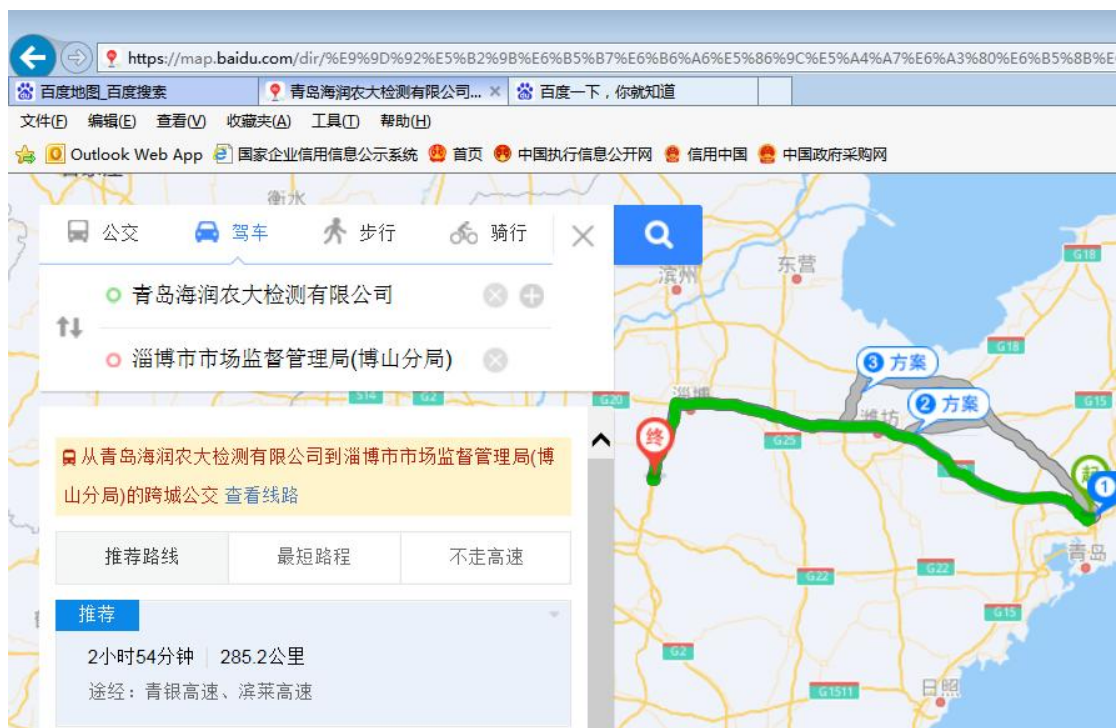 https://map.baidu.com/dir/%E9%9D%92%E5%B2%9B%E6%B5%B7%E6%B6%A6%E5%86%9C%E5%A4%A7%E6%A3%80%E6%B5%8B%E
百度地图_百度搜索
青岛海润农大检测有限公司...
百度一下，你就知道
文件(F) 编辑(E) 查看(V) 收藏夹(A) 工具(T) 帮助(H)
Outlook Web App 国家企业信用信息公示系统 首页 中国执行信息公开网 信用中国 中国政府采购网
衡水
公交 驾车 步行 骑行
青岛海润农大检测有限公司
淄博市市场监督管理局(博山分局)
从青岛海润农大检测有限公司到淄博市市场监督管理局(博
山分局)的跨城公交 查看线路
推荐路线 最短路程 不走高速
推荐
2小时54分钟 285.2公里
途经：青银高速、滨莱高速
滨州
东营
G18
G18
3 方案
S14
G2
G20
淄博
2 方案
G15
潍坊
终
G25
起
1
青岛
G22
G22
G15
G2
日照
G1511